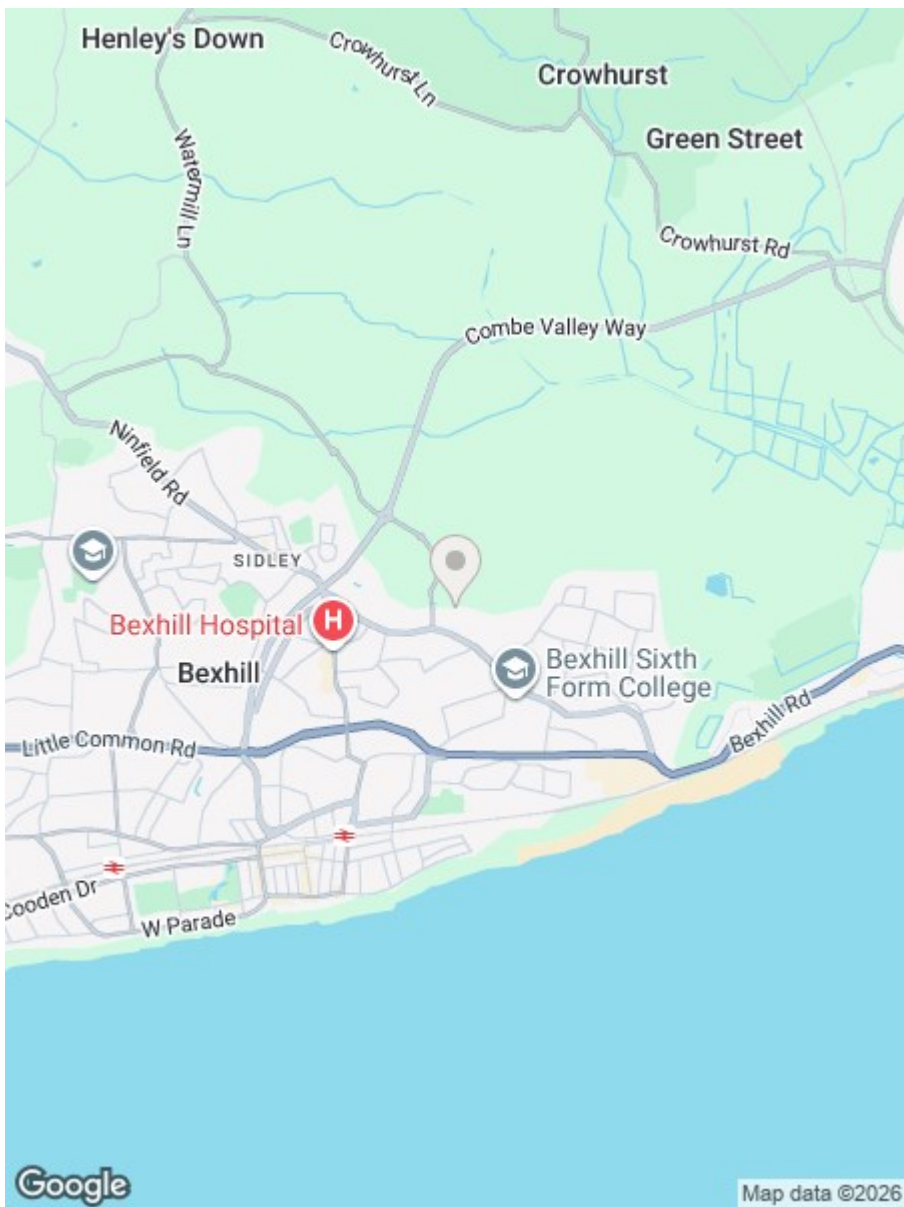 Henley's Down
Crowhurst Ln
Crowhurst
Green Street
Watermill Ln
Crowhurst Rd
Combe Valley Way
Ninfield Rd
SIDLEY
Bexhill Hospital
H
Bexhill
Bexhill Sixth
Form College
Bexhill Rd
Little Common Rd
Cooden Dr
W Parade
Google
Map data ©2026